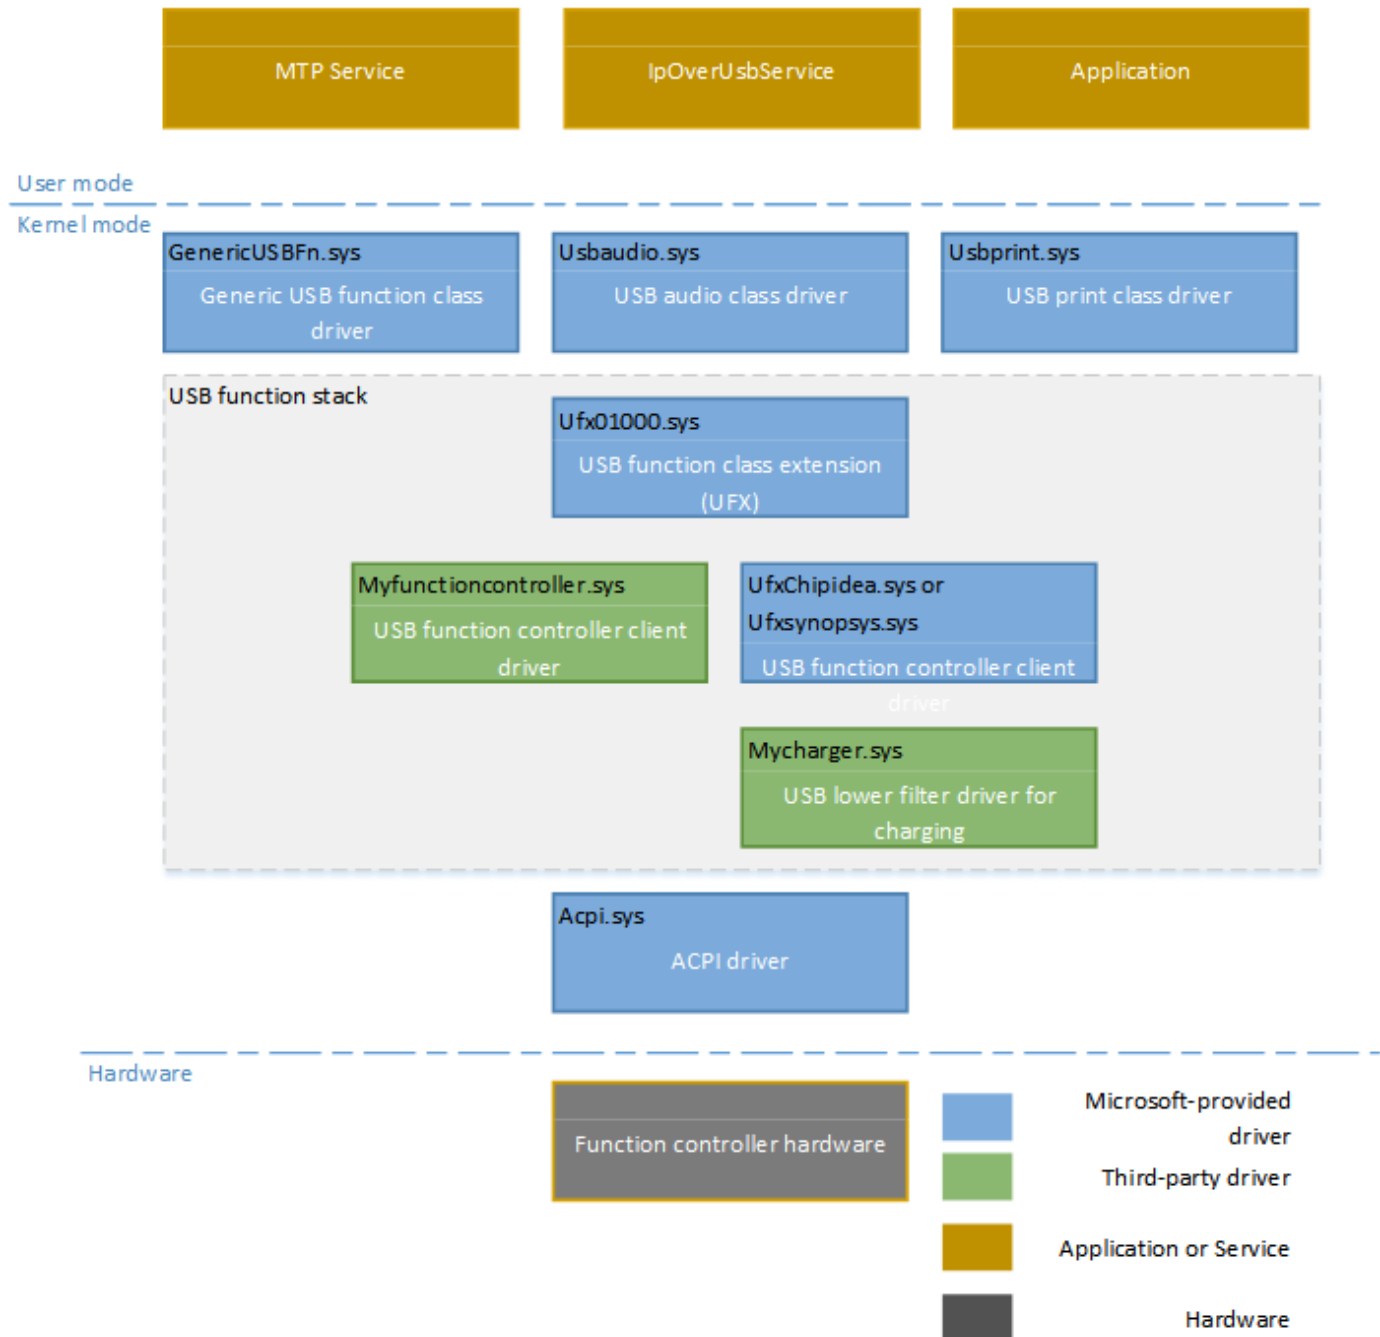 MTP Service
IpOverUsbService
Application
User mode
Kernel mode
GenericUSBFn.sys
Generic USB function class
driver
Usbaudio.sys
USB audio class driver
Usbprint.sys
USB print class driver
USB function stack
Ufx01000.sys
USB function class extension
(UFX)
Myfunctioncontroller.sys
USB function controller client
driver
UfxChipidea.sys or
Ufxsynopsys.sys
USB function controller client
driver
Mycharger.sys
USB lower filter driver for
charging
Acpi.sys
ACPI driver
Hardware
Function controller hardware
Microsoft-provided
driver
Third-party driver
Application or Service
Hardware